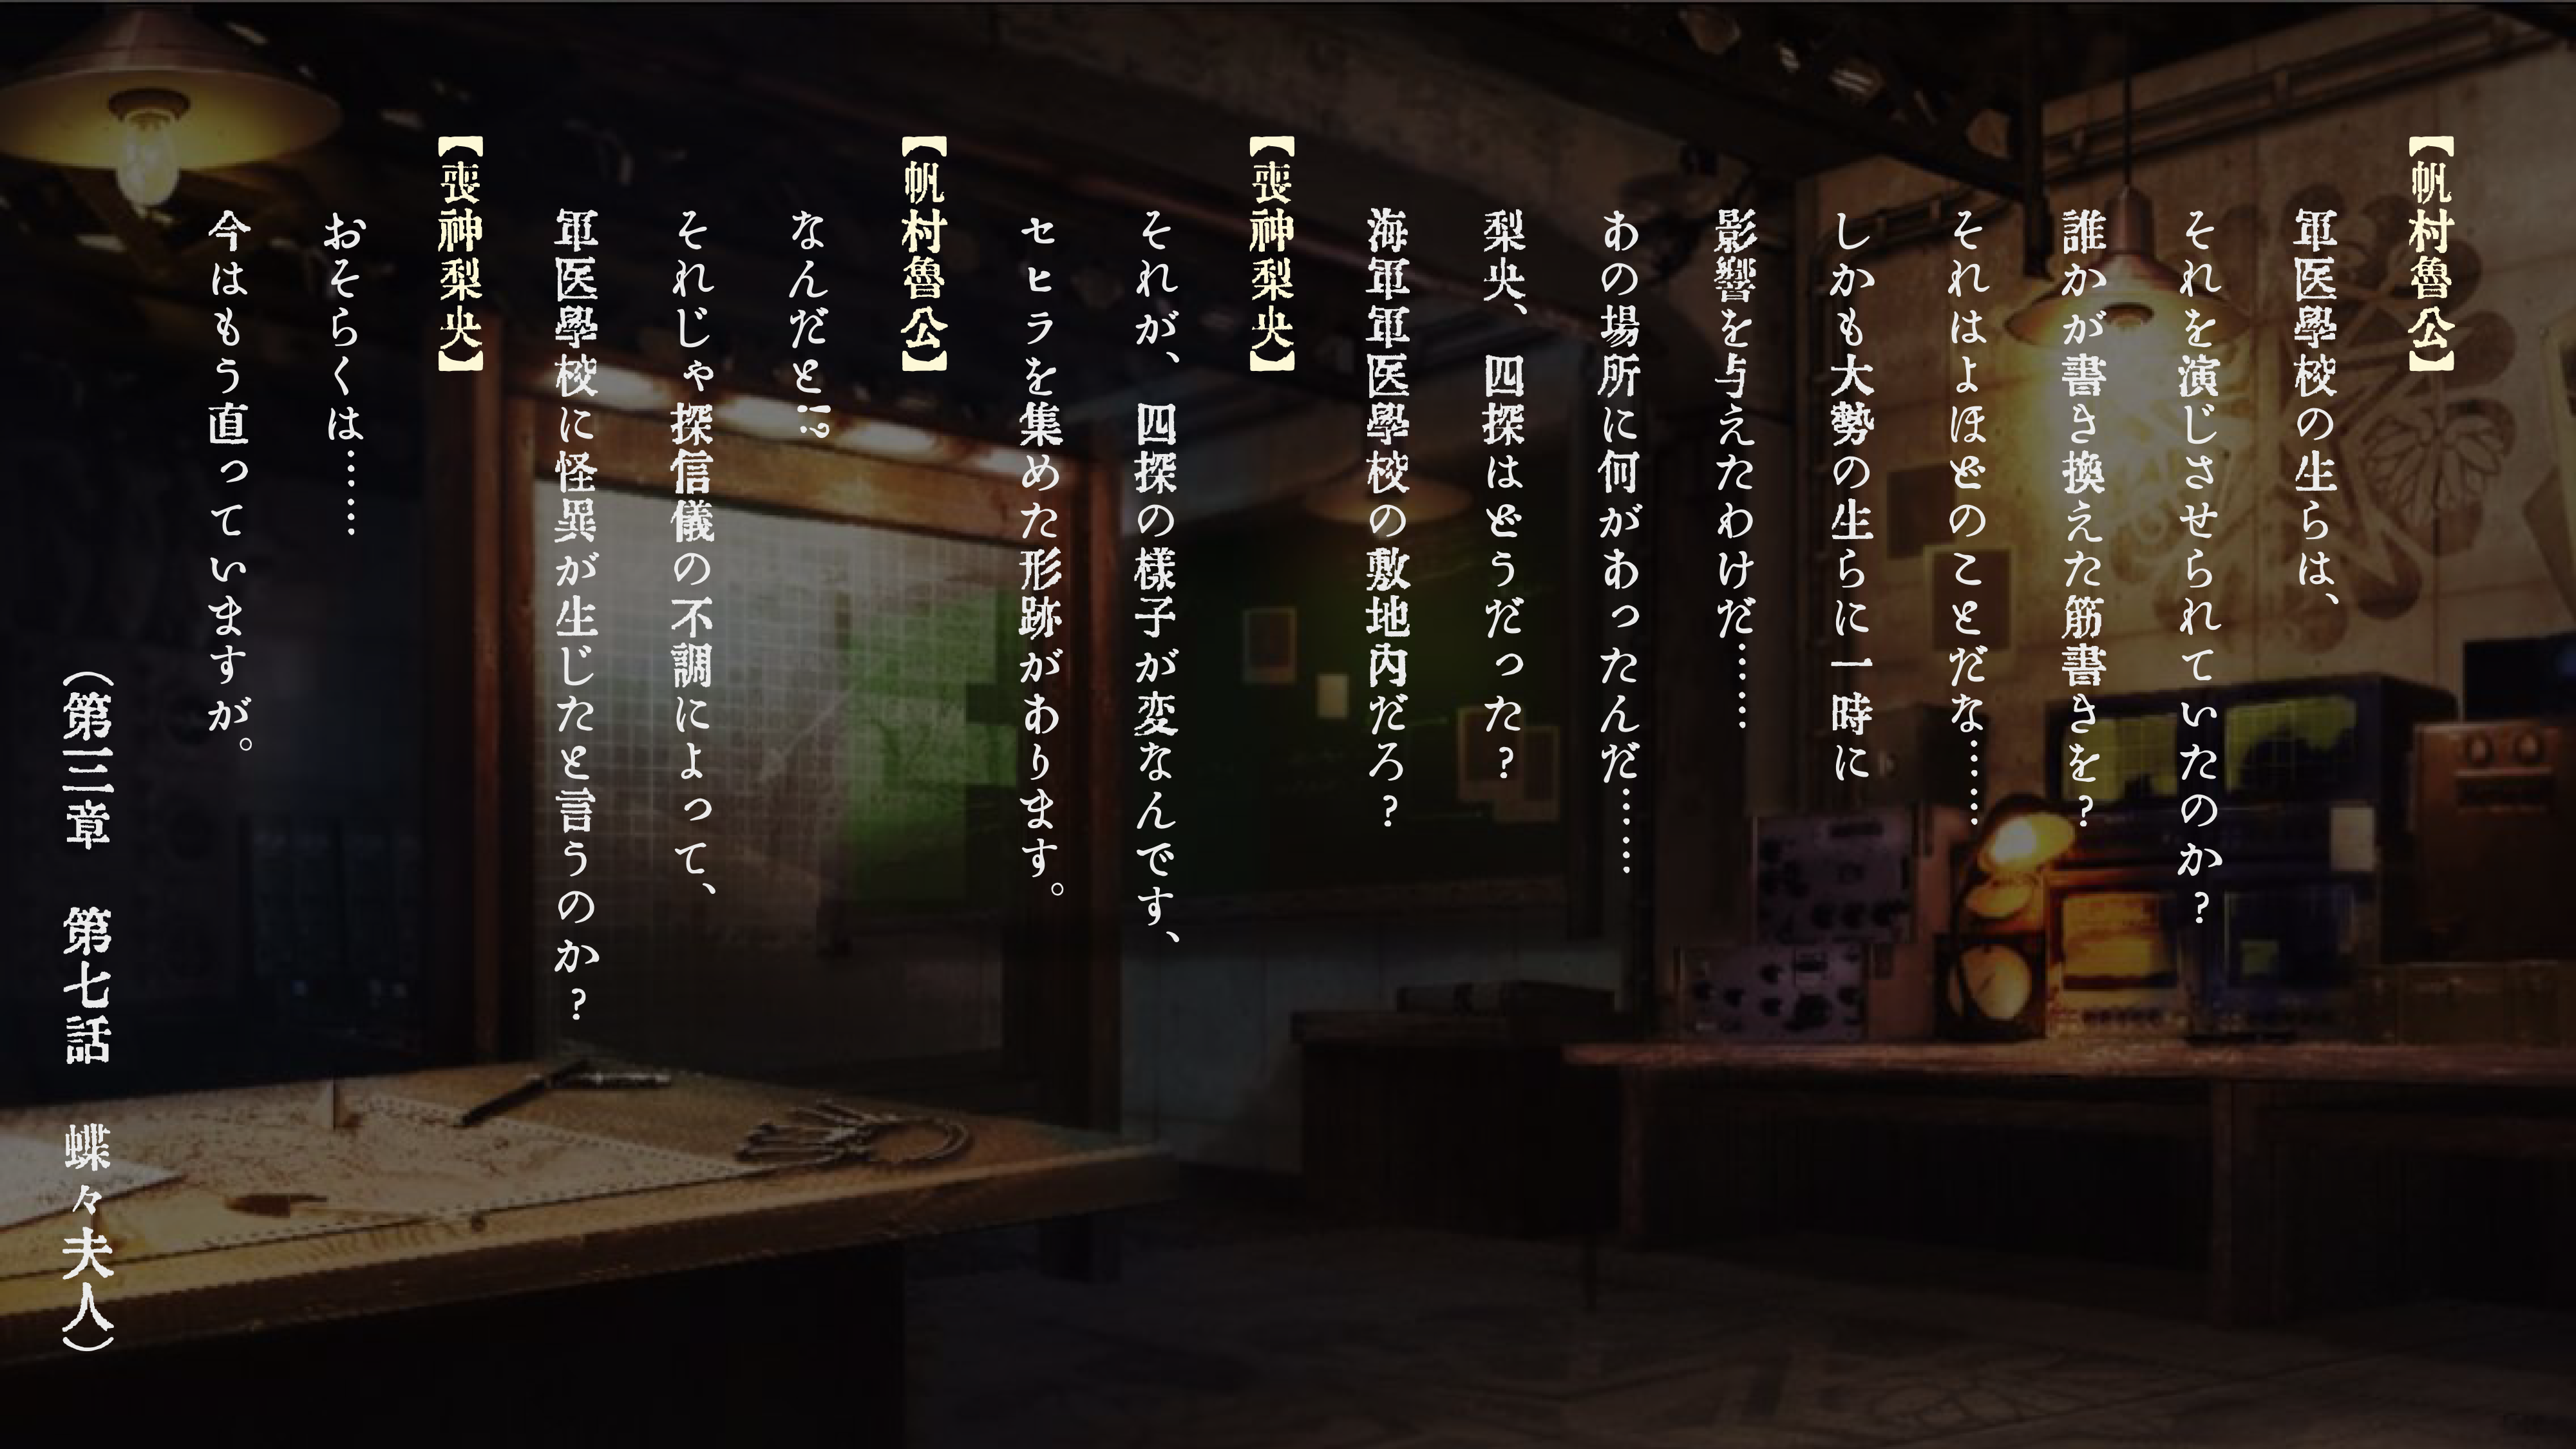 【帆村魯公】
軍医學校の生らは、
それを演じさせられていたのか?
誰かが書き換えた筋書きを?
それはよほどのことだな……
しかも大勢の生らに一時に
影響を与えたわけだ……
あの場所に何があったんだ……
梨央、四探はどうだった?
海軍軍医學校の敷地内だろ?
【喪神梨央】
それが、四探の様子が変なんです、
セヒラを集めた形跡があります。
【帆村魯公】
なんだと!?
それじゃ探信儀の不調によって、
軍医學校に怪異が生じたと言うのか?
【喪神梨央】
おそらくは……
今はもう直っていますが。
(第三章 第七話 蝶々夫人)